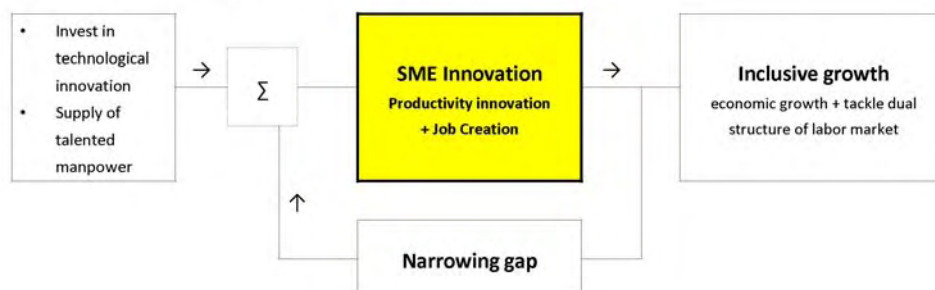 • Invest in
technological
innovation
• Supply of
talented
manpower
→
Σ
SME Innovation
Productivity innovation
+ Job Creation
→
Inclusive growth
economic growth + tackle dual
structure of labor market
↑
Narrowing gap